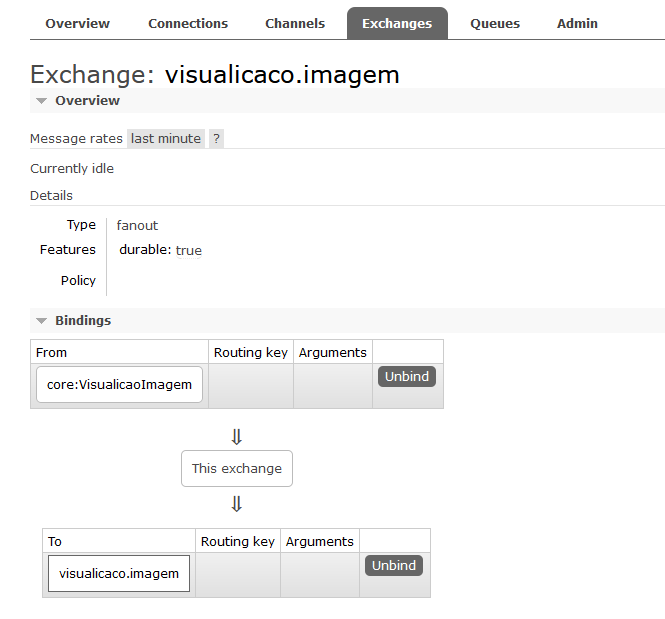 Overview Connections Channels Exchanges Queues Admin
Exchange: visualicaco.imagem
Overview
Message rates last minute ?
Currently idle
Details
Type fanout
Features durable: true
Policy
Bindings
From Routing key Arguments
core:VisualicaoImagem Unbind
⇓
This exchange
⇓
To Routing key Arguments
visualicaco.imagem Unbind